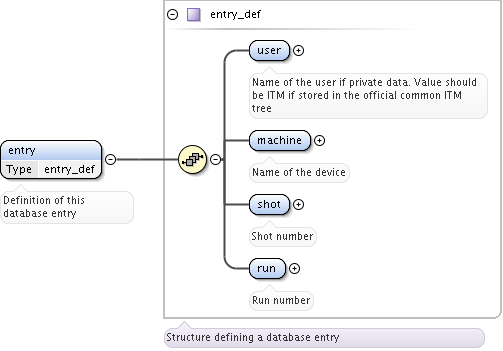 entry_def
user
Name of the user if private data. Value should
be ITM if stored in the official common ITM
tree
entry
Type entry_def
Definition of this
database entry
machine
Name of the device
shot
Shot number
run
Run number
Structure defining a database entry